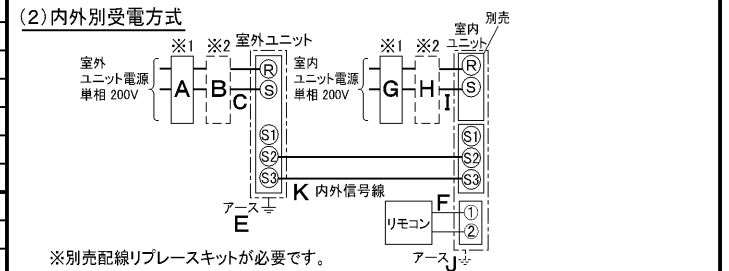 (2)内外別受電方式
別売
※1 ※2 室外ユニット
※1 ※2 室内ユニット
室外ユニット電源
単相 200V
A B C
R
S
S1
S2
S3
アース
E
室内ユニット電源
単相 200V
G H I
R
S
S1
S2
S3
K 内外信号線
リモコン
F
①
②
アース
J
※別売配線リプレースキットが必要です。